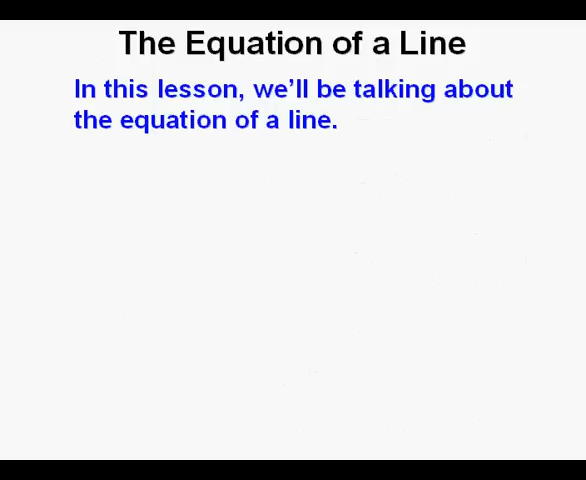 The Equation of a Line
In this lesson, we’ll be talking about
the equation of a line.